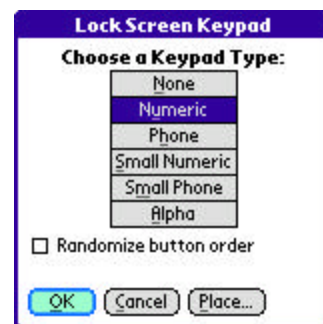 Lock Screen Keypad
Choose a Keypad Type:
None
Numeric
Phone
Small Numeric
Small Phone
Alpha
Randomize button order
OK Cancel Place...